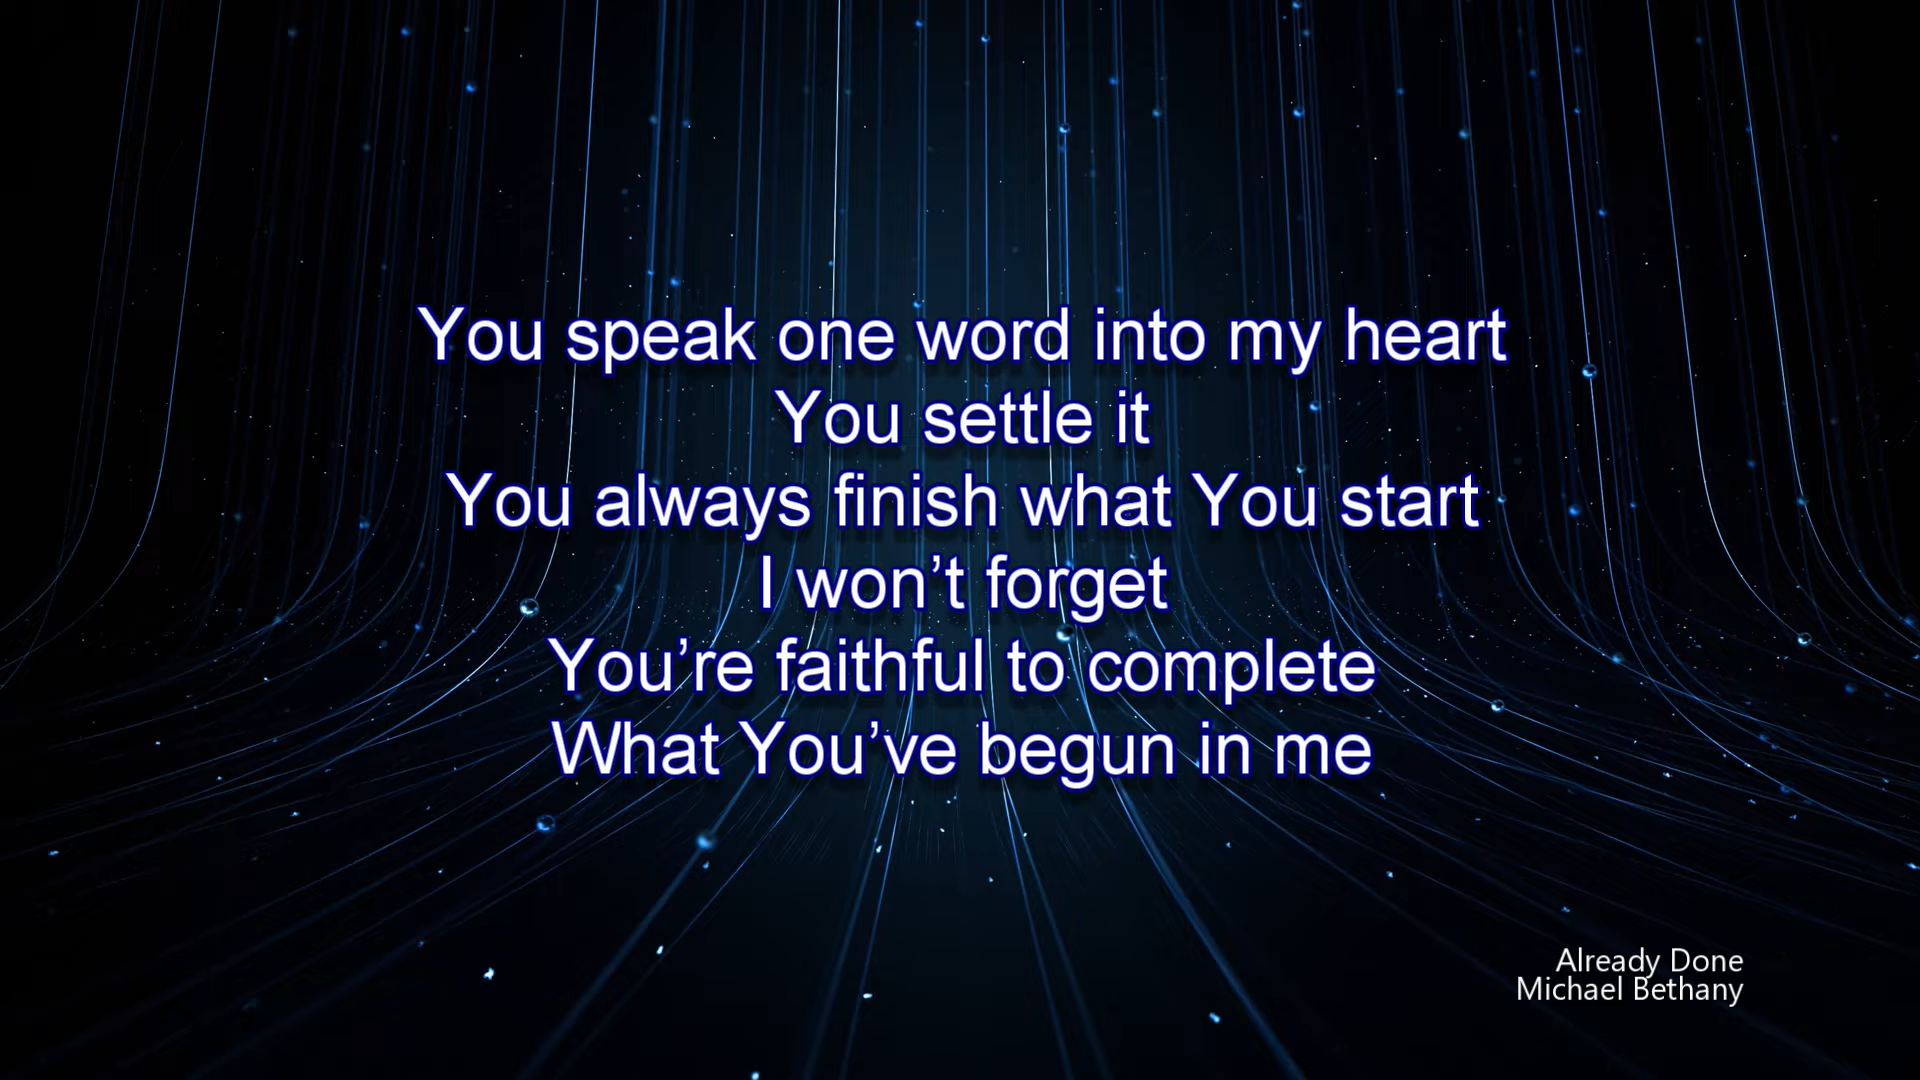 You speak one word into my heart
You settle it
You always finish what You start
I won’t forget
You’re faithful to complete
What You’ve begun in me
Already Done
Michael Bethany